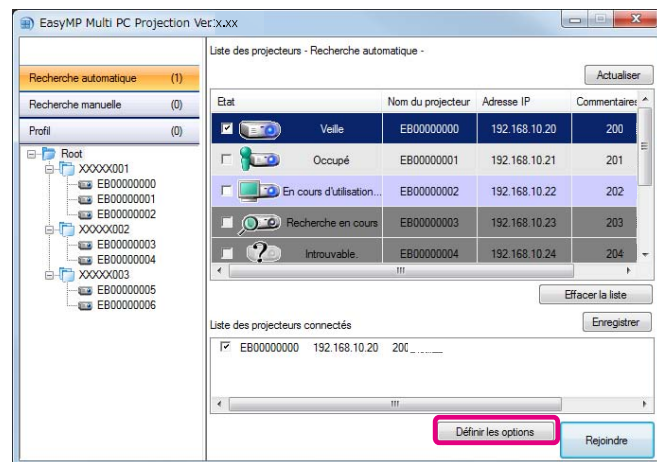 EasyMP Multi PC Projection Ver.x.xx
Liste des projecteurs - Recherche automatique -
Actualiser
Recherche automatique (1)
Recherche manuelle (0)
Profil (0)
Root
XXXXX001
EB00000000
EB00000001
EB00000002
XXXXX002
EB00000003
EB00000004
XXXXX003
EB00000005
EB00000006
Etat Nom du projecteur Adresse IP Commentaires
Veille EB00000000 192.168.10.20 200
Occupé EB00000001 192.168.10.21 201
En cours d'utilisation... EB00000002 192.168.10.22 202
Recherche en cours EB00000003 192.168.10.23 203
Introuvable. EB00000004 192.168.10.24 204
Effacer la liste
Liste des projecteurs connectés
Enregistrer
EB00000000 192.168.10.20 200
Définir les options
Rejoindre